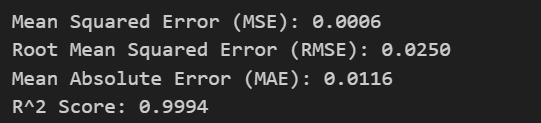 Mean Squared Error (MSE): 0.0006
Root Mean Squared Error (RMSE): 0.0250
Mean Absolute Error (MAE): 0.0116
R^2 Score: 0.9994